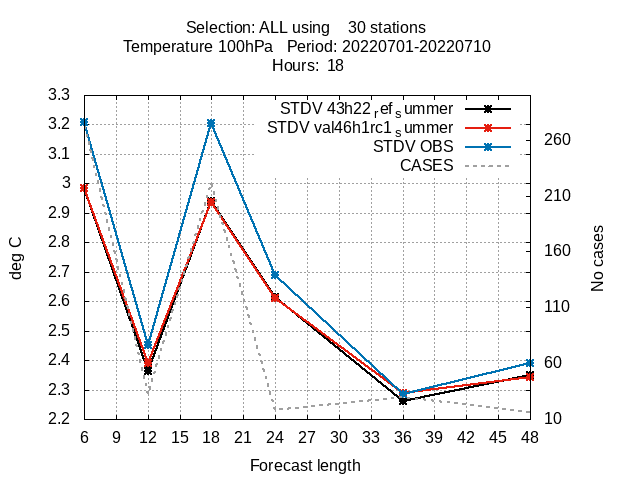 Selection: ALL using 30 stations
Temperature 100hPa Period: 20220701-20220710
Hours: 18
STDV 43h22ref summer
STDV val46h1rc1summer
STDV OBS
CASES
3.3
3.2
3.1
3
2.9
2.8
2.7
2.6
2.5
2.4
2.3
2.2
260
210
160
110
60
10
deg C
No cases
6 9 12 15 18 21 24 27 30 33 36 39 42 45 48
Forecast length